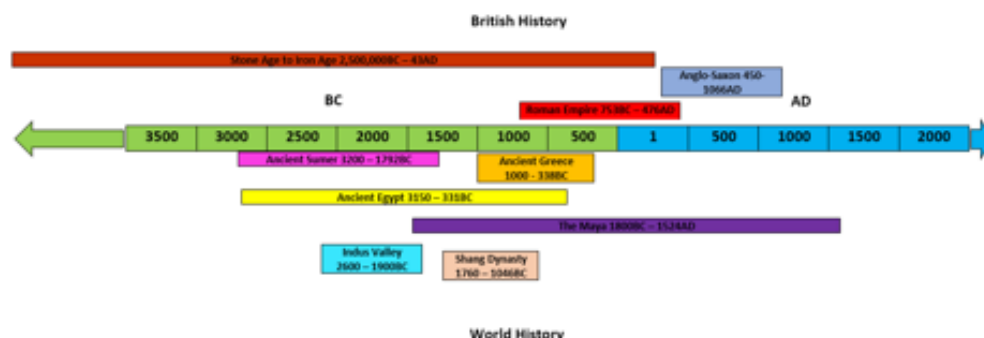 British History
Stone Age to Iron Age 2,500,000BC – 43AD
Anglo-Saxon 450-
1066AD
BC
AD
Roman Empire 753BC – 476AD
3500 3000 2500 2000 1500 1000 500 1 500 1000 1500 2000
Ancient Sumer 3200 – 1792BC
Ancient Greece
1000 - 338BC
Ancient Egypt 3150 – 331BC
The Maya 1800BC – 1524AD
Indus Valley
2600 – 1900BC
Shang Dynasty
1760 – 1046BC
World History